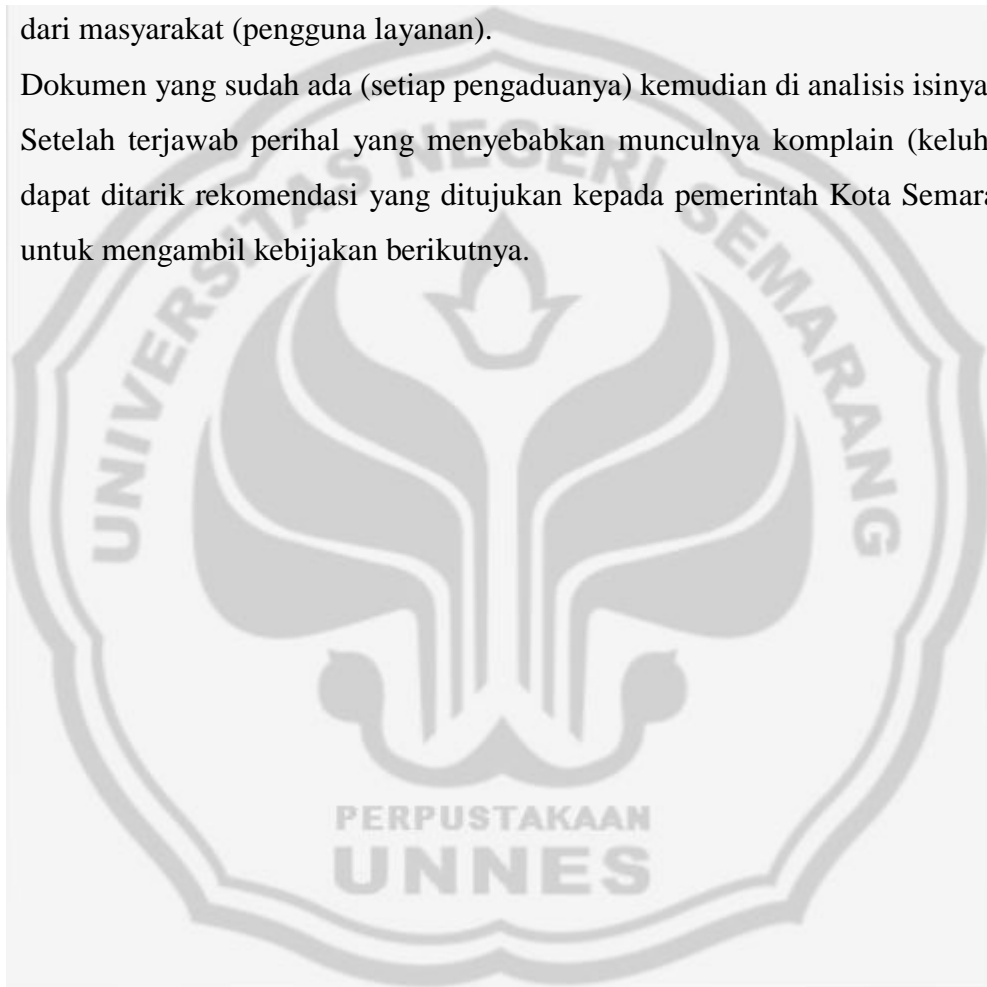 dari masyarakat (pengguna layanan).
Dokumen yang sudah ada (setiap pengaduanya) kemudian di analisis isinya
Setelah terjawab perihal yang menyebabkan munculnya komplain (keluh
dapat ditarik rekomendasi yang ditujukan kepada pemerintah Kota Semara
untuk mengambil kebijakan berikutnya.
UNIVERSITAS NEGERI SEMARANG
PERPUSTAKAAN
UNNES